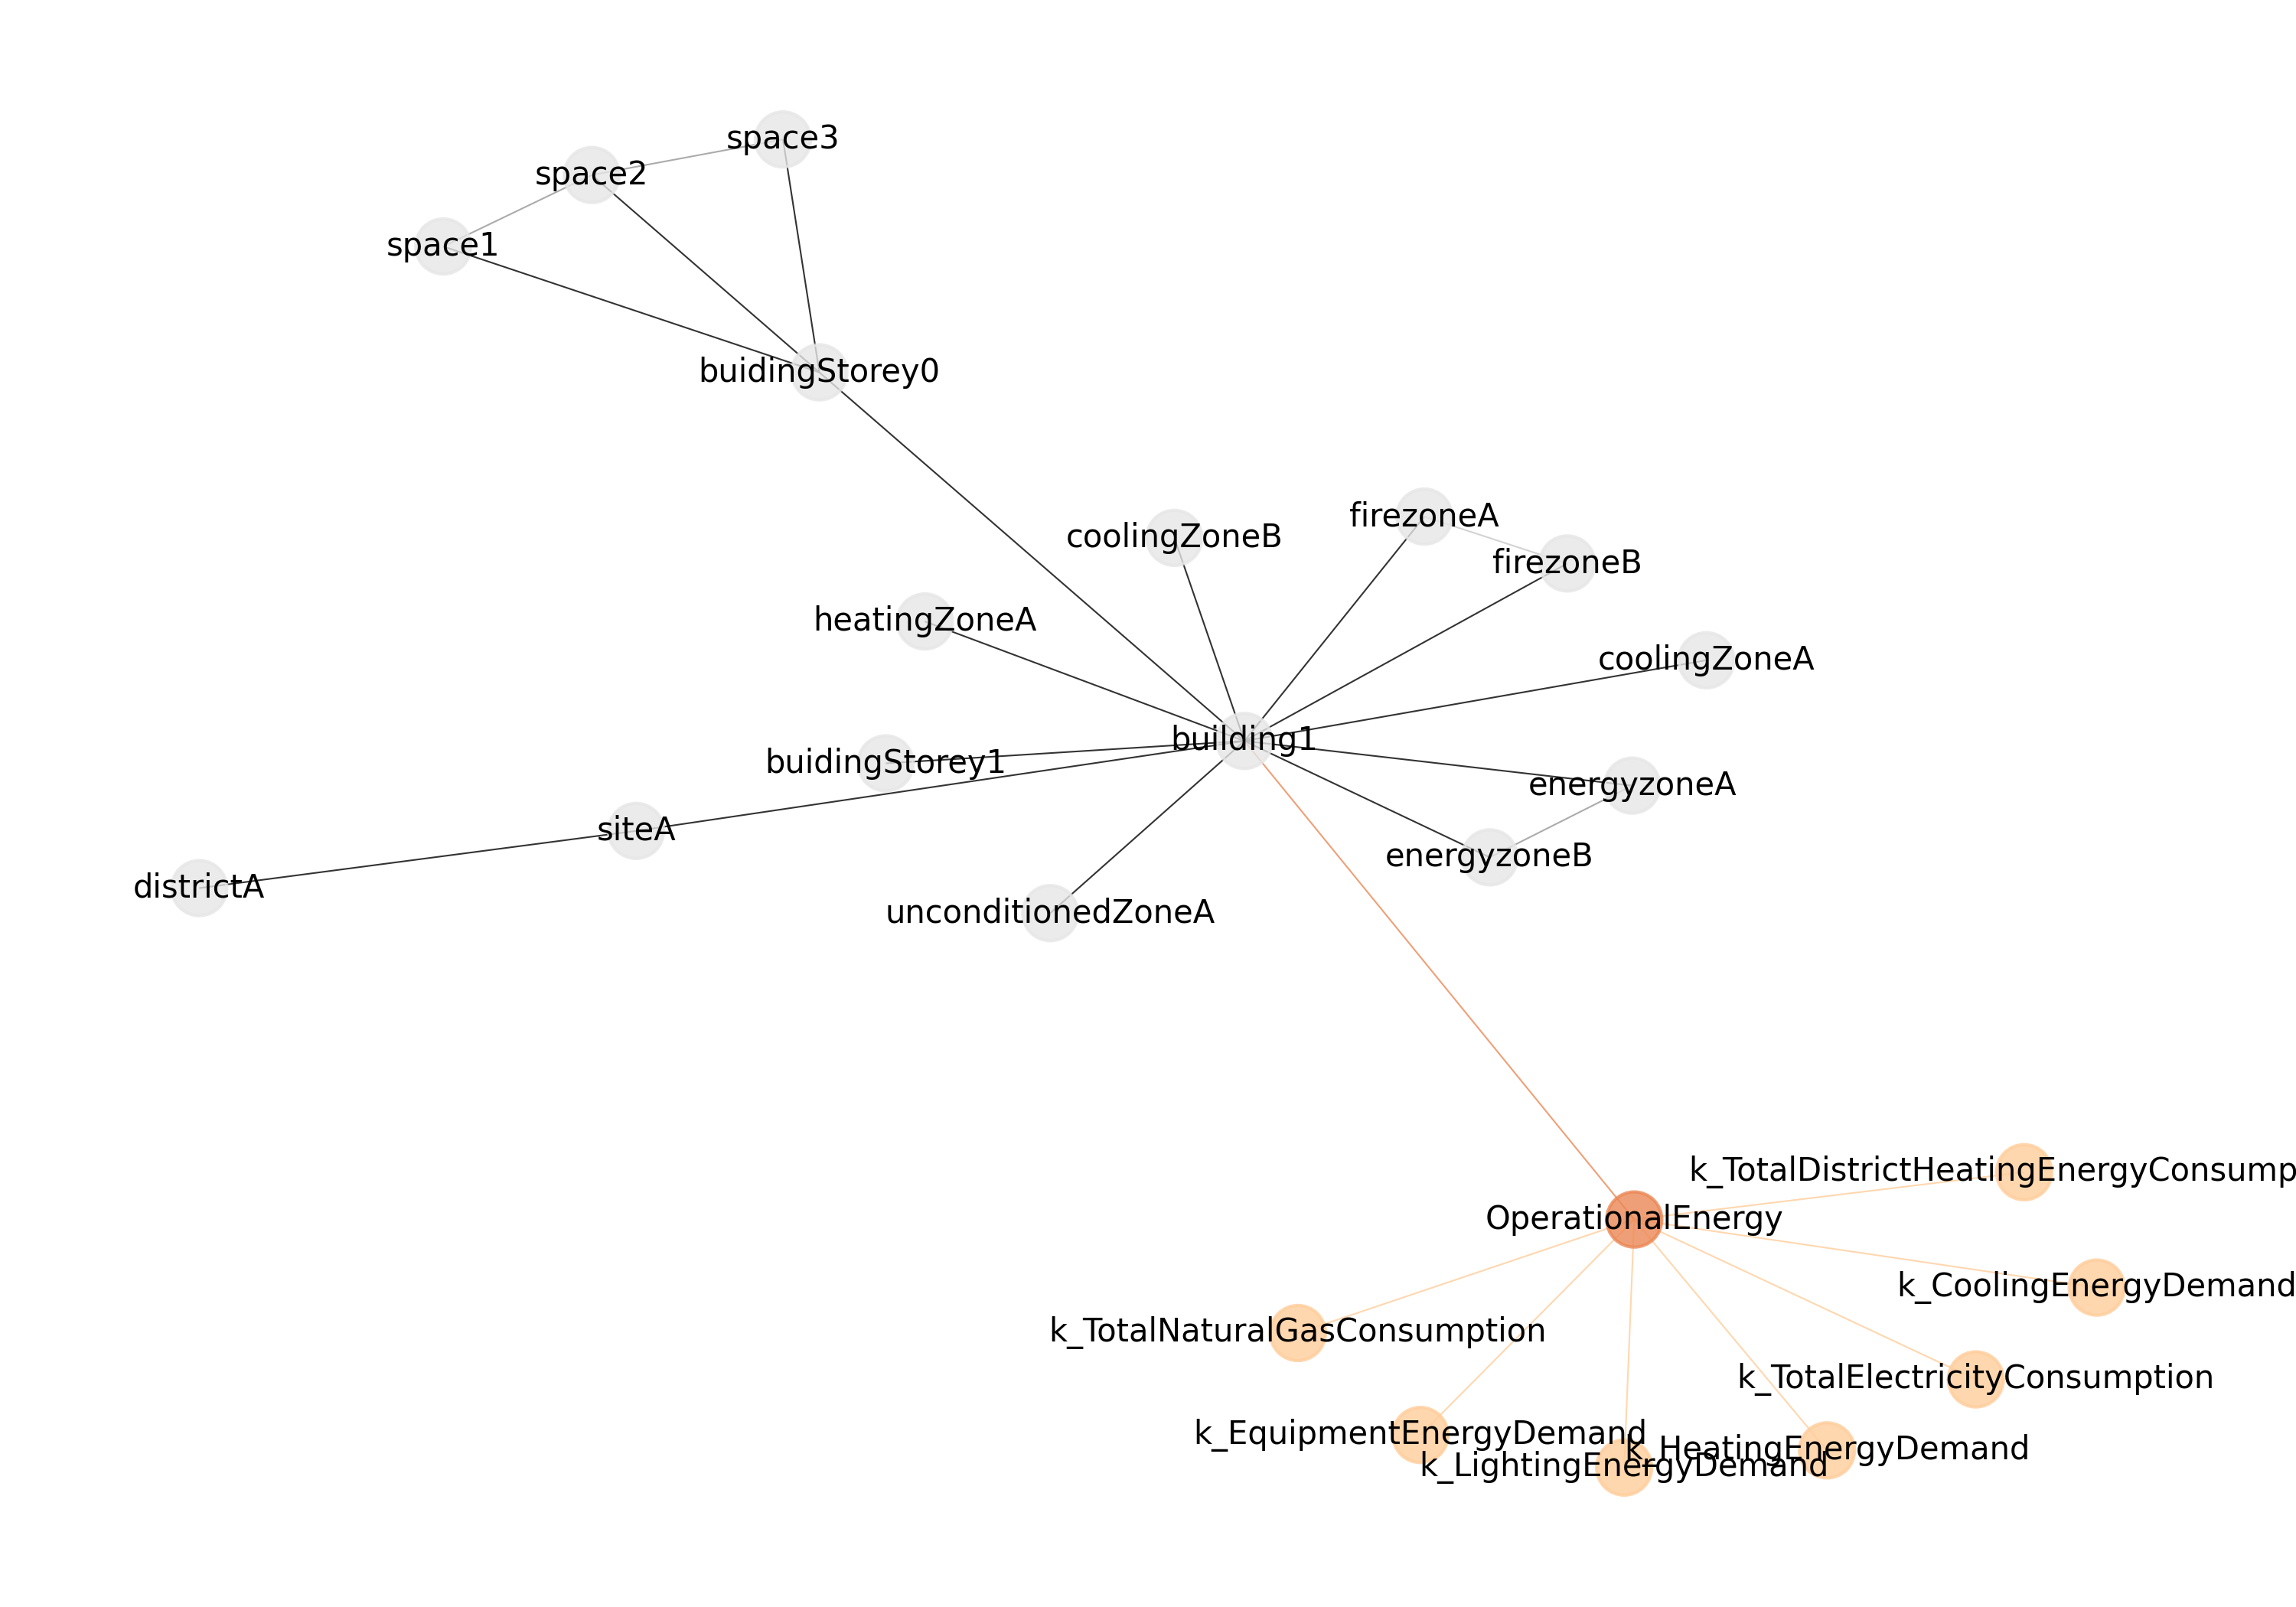 space3
space2
space1
buidingStorey0
firezoneA
coolingZoneB
firezoneB
heatingZoneA
coolingZoneA
building1
buidingStorey1
energyzoneA
siteA
energyzoneB
districtA
unconditionedZoneA
k_TotalDistrictHeatingEnergyConsump
OperationalEnergy
k_CoolingEnergyDemand
k_TotalNaturalGasConsumption
k_TotalElectricityConsumption
k_EquipmentEnergyDemand
k_HeatingEnergyDemand
k_LightingEnergyDemand